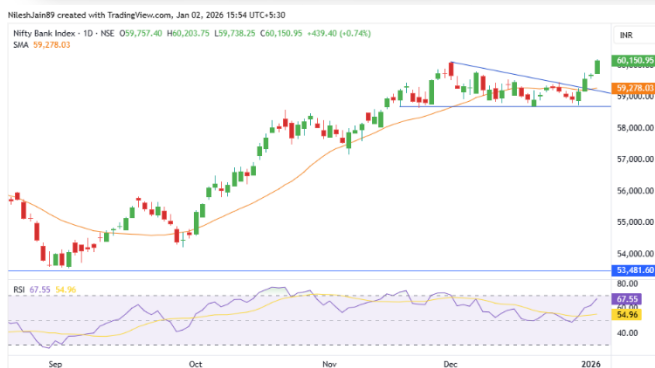 NileshJain89 created with TradingView.com, Jan 02, 2026 15:54 UTC+5:30
Nifty Bank Index · 1D · NSE O59,757.40 H60,203.75 L59,738.25 C60,150.95 +439.40 (+0.74%)
SMA 59,278.03
INR
60,150.95
59,278.03
59,000.00
58,000.00
57,000.00
56,000.00
55,000.00
54,000.00
53,481.60
RSI 67.55 54.96
80.00
67.55
54.96
40.00
Sep Oct Nov Dec 2026